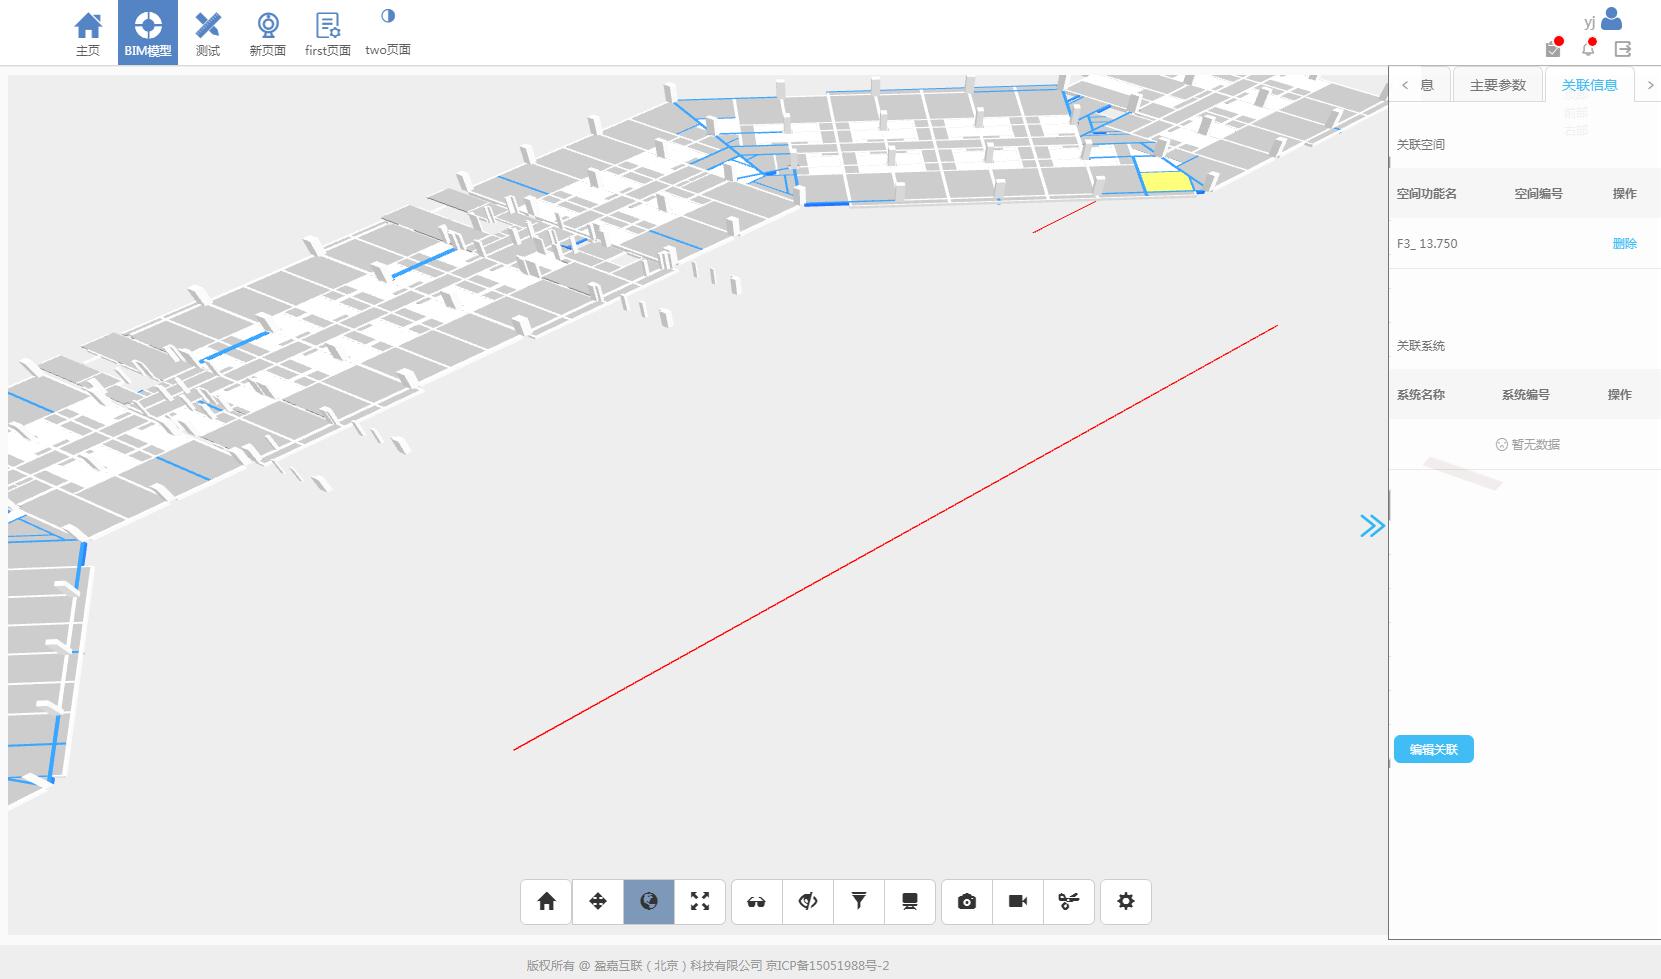 主页
BIM模型
测试
新页面
first页面
two页面
yj
息
主要参数
关联信息
前部
右部
关联空间
空间功能名 空间编号 操作
F3_ 13.750 删除
关联系统
系统名称 系统编号 操作
暂无数据
编辑关联
版权所有 @ 盈嘉互联（北京）科技有限公司 京ICP备15051988号-2